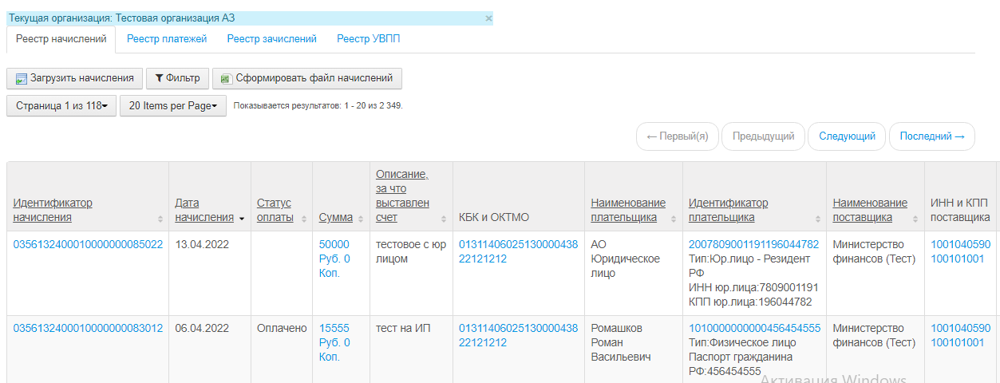 Текущая организация: Тестовая организация АЗ ×
Реестр начислений Реестр платежей Реестр зачислений Реестр УВПП
Загрузить начисления Фильтр Сформировать файл начислений
Страница 1 из 118 20 Items per Page Показывается результатов: 1 - 20 из 2 349.
← Первый(я) Предыдущий Следующий Последний →
Идентификатор начисления
Дата начисления
Статус оплаты
Сумма
Описание, за что выставлен счет
КБК и ОКТМО
Наименование плательщика
Идентификатор плательщика
Наименование поставщика
ИНН и КПП поставщика
0356132400010000000085022
13.04.2022
50000
Руб. 0
Коп.
тестовое с юр
лицом
01311406025130000438
22121212
АО
Юридическое
лицо
2007809001191196044782
Тип:Юр.лицо - Резидент
РФ
ИНН юр.лица:7809001191
КПП юр.лица:196044782
Министерство
финансов (Тест)
1001040590
100101001
0356132400010000000083012
06.04.2022
Оплачено
15555
Руб. 0
Коп.
тест на ИП
01311406025130000438
22121212
Ромашков
Роман
Васильевич
1010000000000456454555
Тип:Физическое лицо
Паспорт гражданина
РФ:456454555
Министерство
финансов (Тест)
1001040590
100101001
Активация Windows